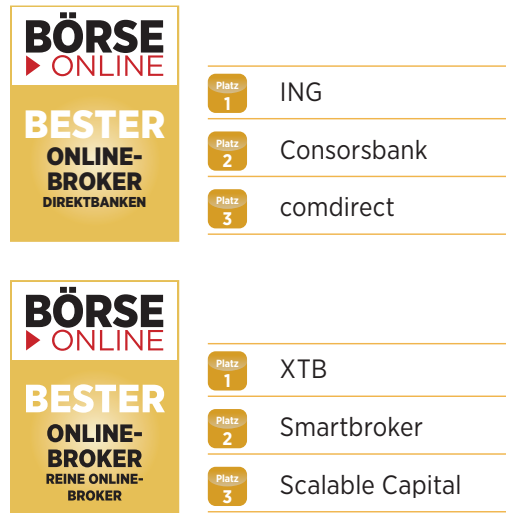 BÖRSE
ONLINE
BESTER
ONLINE-
BROKER
DIREKTBANKEN
Platz 1 ING
Platz 2 Consorsbank
Platz 3 comdirect
BÖRSE
ONLINE
BESTER
ONLINE-
BROKER
REINE ONLINE-
BROKER
Platz 1 XTB
Platz 2 Smartbroker
Platz 3 Scalable Capital